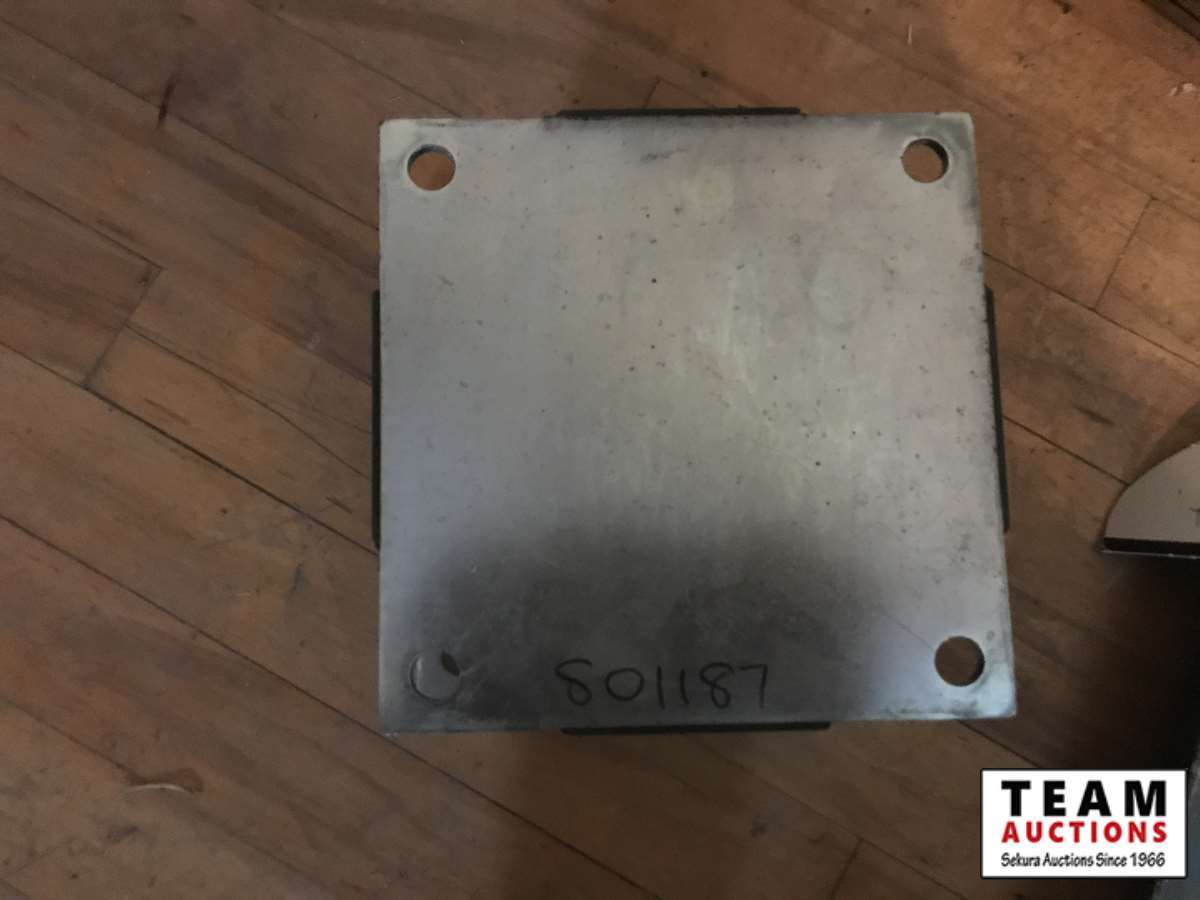 801187
TEAM
AUCTIONS
Sekura Auctions Since 1966